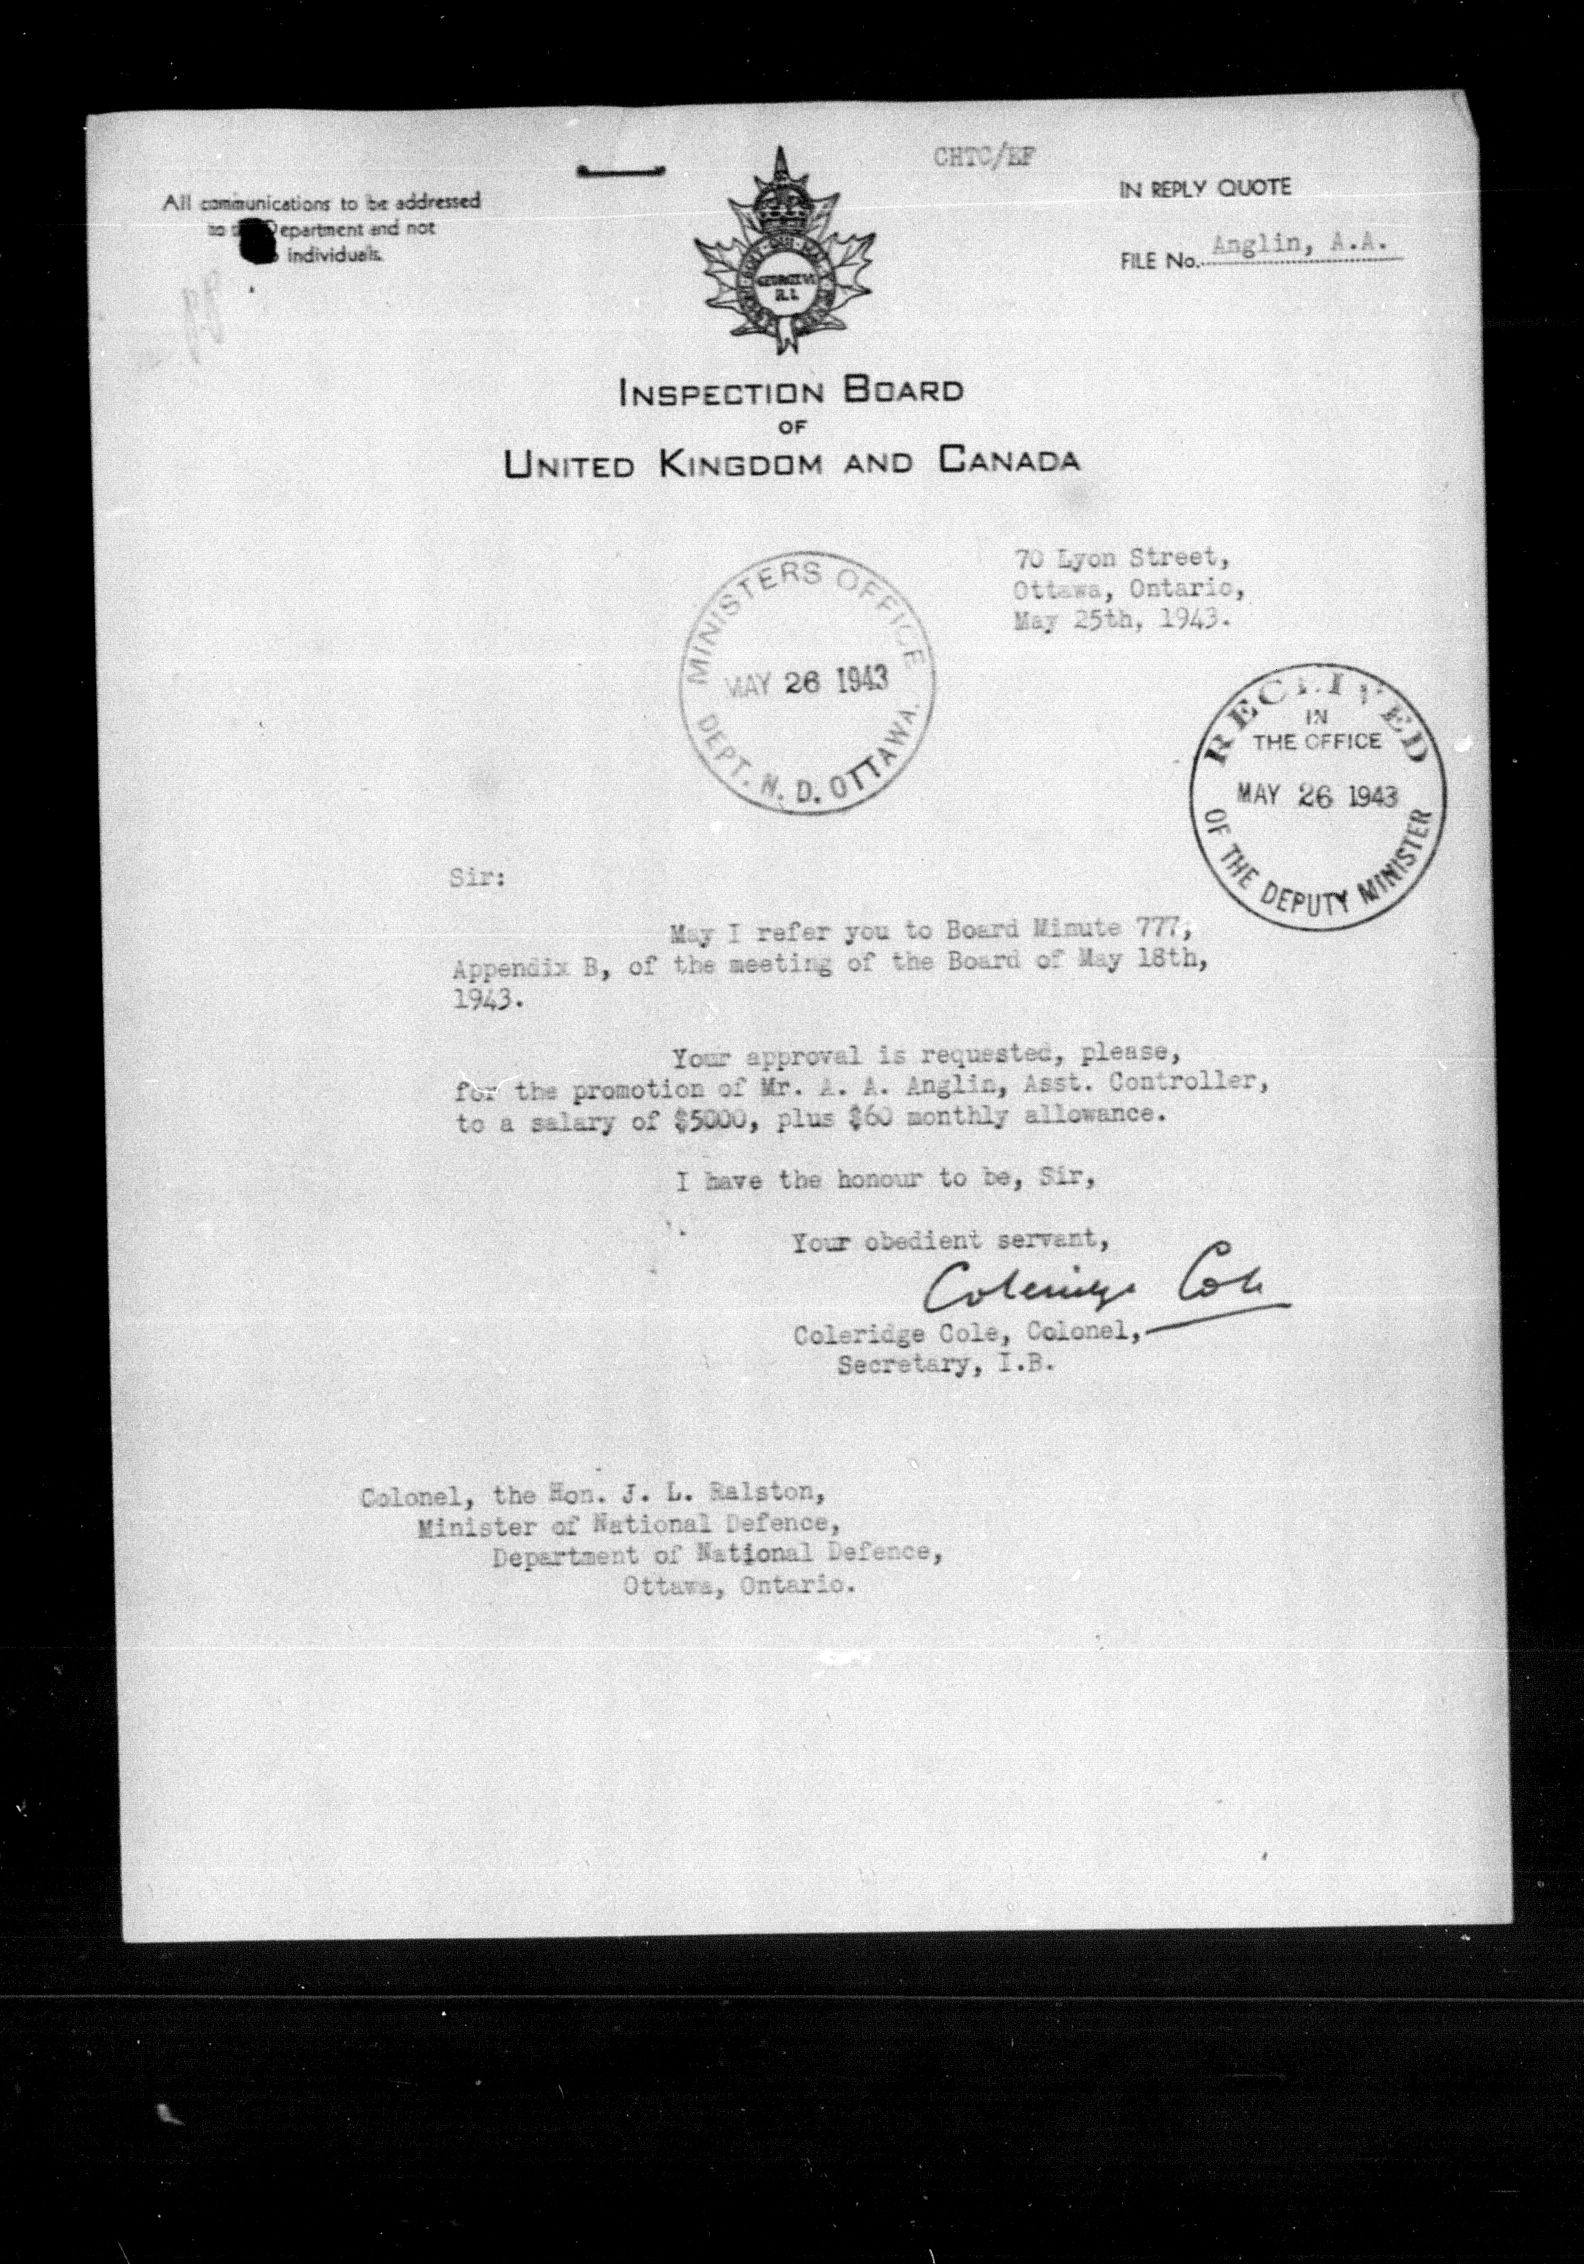 CHTC/EF
All communications to be addressed
to Department and not
individuals.
IN REPLY QUOTE
FILE No. Anglin, A.A.
GEORGE VI
R.I.
INSPECTION BOARD
OF
UNITED KINGDOM AND CANADA
70 Lyon Street,
Ottawa, Ontario,
May 25th, 1943.
MINISTERS OFFICE
MAY 26 1943
DEPT. N. D. OTTAWA.
RECEIVED
IN
THE OFFICE
MAY 26 1943
OF THE DEPUTY MINISTER
Sir:
May I refer you to Board Minute 777,
Appendix B, of the meeting of the Board of May 18th,
1943.
Your approval is requested, please,
for the promotion of Mr. A. A. Anglin, Asst. Controller,
to a salary of $5000, plus $60 monthly allowance.
I have the honour to be, Sir,
Your obedient servant,
Coleridge Cole
Coleridge Cole, Colonel,
Secretary, I.B.
Colonel, the Hon. J. L. Ralston,
Minister of National Defence,
Department of National Defence,
Ottawa, Ontario.